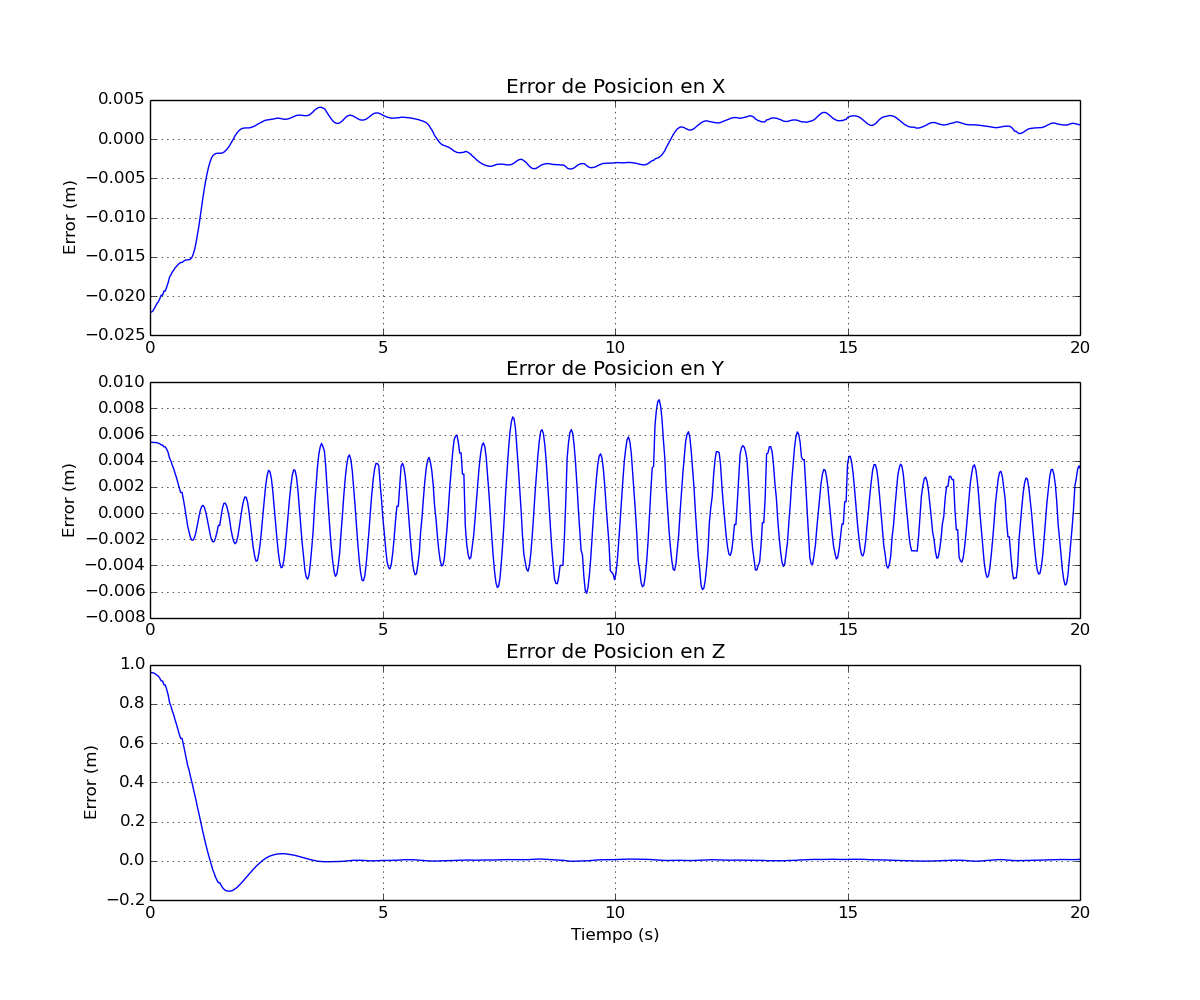 Error de Posicion en X
0.005
0.000
−0.005
−0.010
−0.015
−0.020
−0.025
Error (m)
0 5 10 15 20
Error de Posicion en Y
0.010
0.008
0.006
0.004
0.002
0.000
−0.002
−0.004
−0.006
−0.008
Error (m)
0 5 10 15 20
Error de Posicion en Z
1.0
0.8
0.6
0.4
0.2
0.0
−0.2
Error (m)
0 5 10 15 20
Tiempo (s)